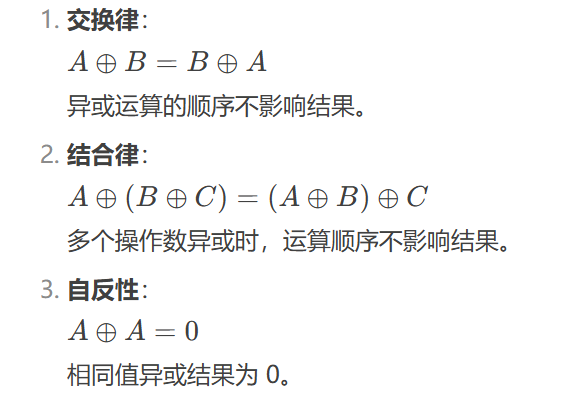 1. 交换律：
A ⊕ B = B ⊕ A
异或运算的顺序不影响结果。
2. 结合律：
A ⊕ (B ⊕ C) = (A ⊕ B) ⊕ C
多个操作数异或时，运算顺序不影响结果。
3. 自反性：
A ⊕ A = 0
相同值异或结果为 0。